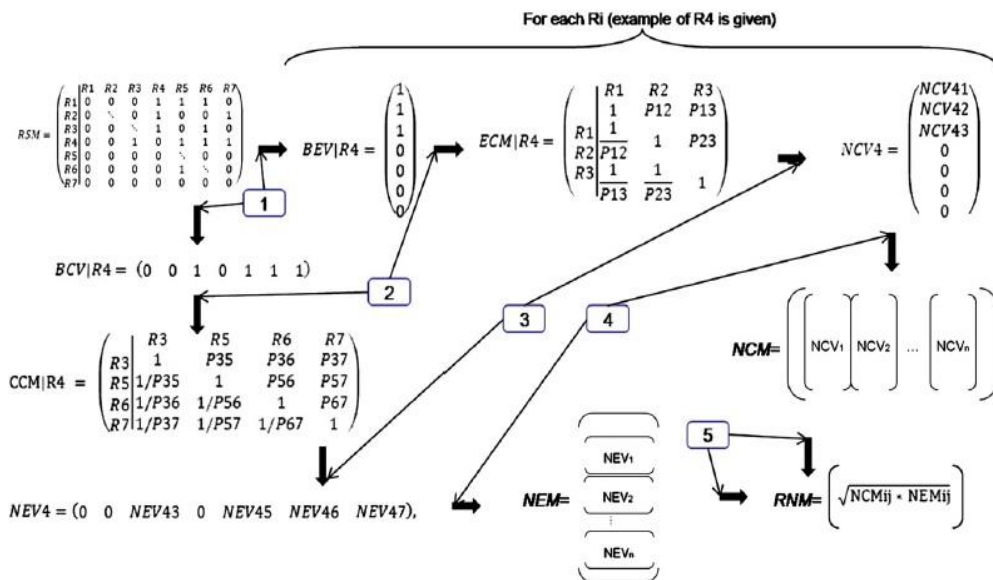 For each Ri (example of R4 is given)
R1 R2 R3 R4 R5 R6 R7
R1 0 0 0 1 1 1 0
R2 0 ⋱ 0 1 0 0 1
R3 0 0 ⋱ 1 0 1 0
RSM = R4 0 0 1 0 1 1 1
R5 0 0 0 0 ⋱ 0 0
R6 0 0 0 0 1 ⋱ 0
R7 0 0 0 0 0 0 0
1
1
1
BEV|R4 = 0
0
0
0
R1 R2 R3
1 P12 P13
ECM|R4 = R1 1/P12 1 P23
R2
R3 1/P13 1/P23 1
NCV41
NCV42
NCV43
NCV4 = 0
0
0
0
1
BCV|R4 = (0 0 1 0 1 1 1)
2
3
4
R3 R5 R6 R7
R3 1 P35 P36 P37
CCM|R4 = R5 1/P35 1 P56 P57
R6 1/P36 1/P56 1 P67
R7 1/P37 1/P57 1/P67 1
NCM= NCV1 NCV2 ... NCVn
5
NEV4 = (0 0 NEV43 0 NEV45 NEV46 NEV47),
NEV1
NEM= NEV2
⋮
NEVn
RNM= √NCMij * NEMij